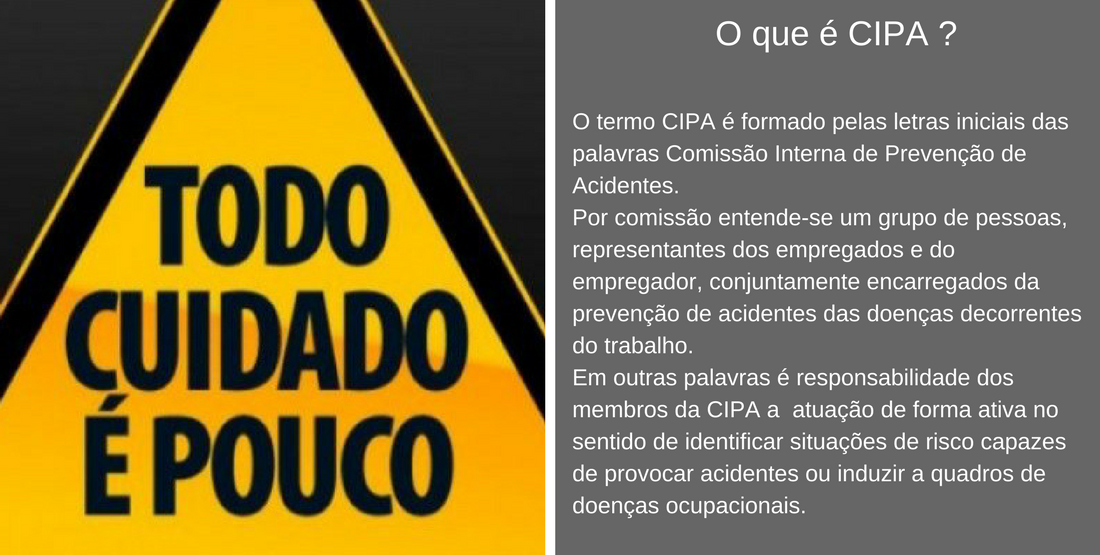 TODO
CUIDADO
É POUCO
O que é CIPA ?
O termo CIPA é formado pelas letras iniciais das
palavras Comissão Interna de Prevenção de
Acidentes.
Por comissão entende-se um grupo de pessoas,
representantes dos empregados e do
empregador, conjuntamente encarregados da
prevenção de acidentes das doenças decorrentes
do trabalho.
Em outras palavras é responsabilidade dos
membros da CIPA a  atuação de forma ativa no
sentido de identificar situações de risco capazes
de provocar acidentes ou induzir a quadros de
doenças ocupacionais.